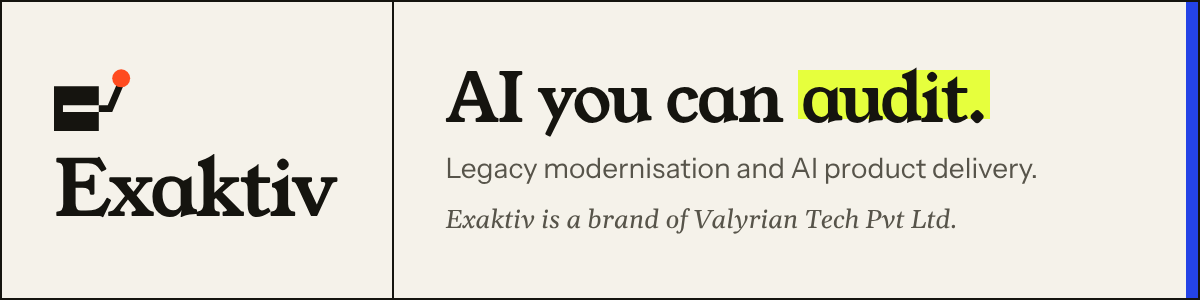 Exaktiv
AI you can audit.
Legacy modernisation and AI product delivery.
Exaktiv is a brand of Valyrian Tech Pvt Ltd.